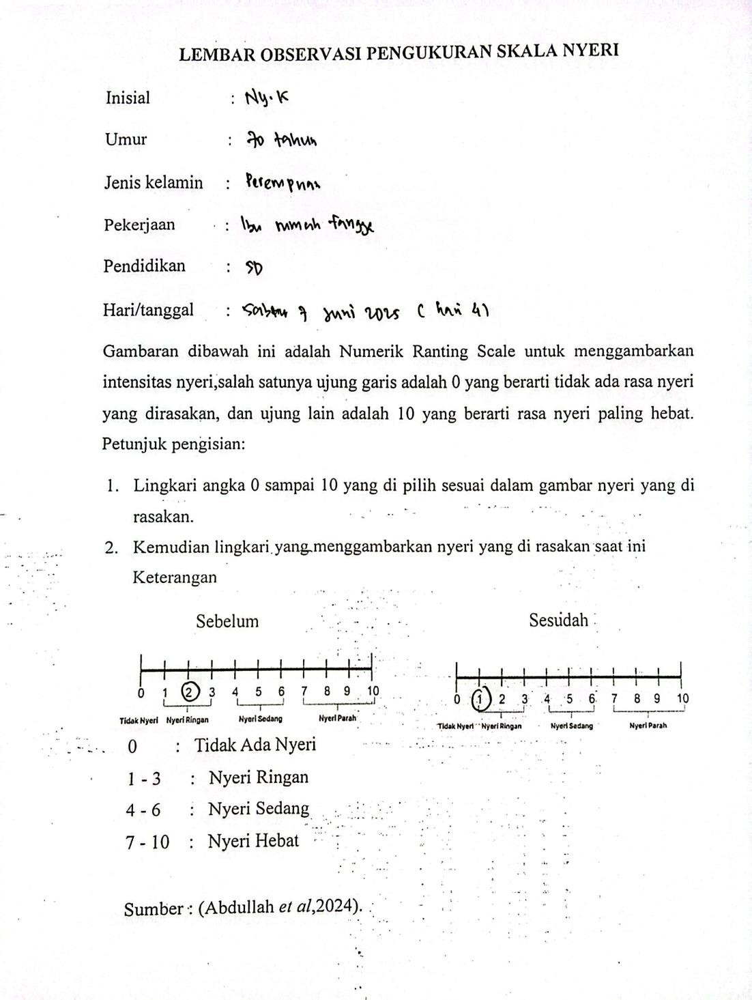 LEMBAR OBSERVASI PENGUKURAN SKALA NYERI
Inisial : Ny. K
Umur : 70 tahun
Jenis kelamin : Perempuan
Pekerjaan : Ibu rumah tangga
Pendidikan : SD
Hari/tanggal : Sabtu 7 Juni 2025 ( hari 4)
Gambaran dibawah ini adalah Numerik Ranting Scale untuk menggambarkan
intensitas nyeri,salah satunya ujung garis adalah 0 yang berarti tidak ada rasa nyeri
yang dirasakan, dan ujung lain adalah 10 yang berarti rasa nyeri paling hebat.
Petunjuk pengisian:
1. Lingkari angka 0 sampai 10 yang di pilih sesuai dalam gambar nyeri yang di
rasakan.
2. Kemudian lingkari yang menggambarkan nyeri yang di rasakan saat ini
Keterangan
Sebelum
0 1 2 3 4 5 6 7 8 9 10
Tidak Nyeri Nyeri Ringan Nyeri Sedang Nyeri Parah
Sesudah
0 1 2 3 4 5 6 7 8 9 10
Tidak Nyeri Nyeri Ringan Nyeri Sedang Nyeri Parah
0 : Tidak Ada Nyeri
1 - 3 : Nyeri Ringan
4 - 6 : Nyeri Sedang
7 - 10 : Nyeri Hebat
Sumber : (Abdullah et al,2024).